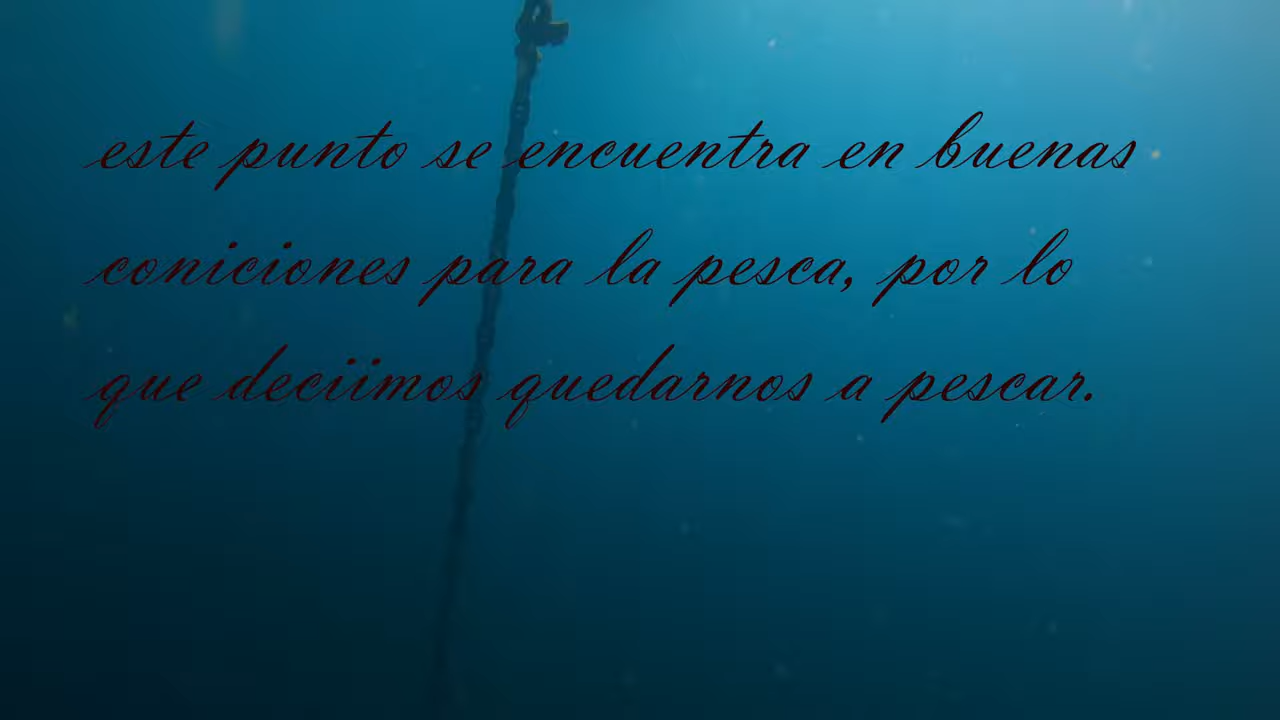 este punto se encuentra en buenas
coniciones para la pesca, por lo
que deciimos quedarnos a pescar.